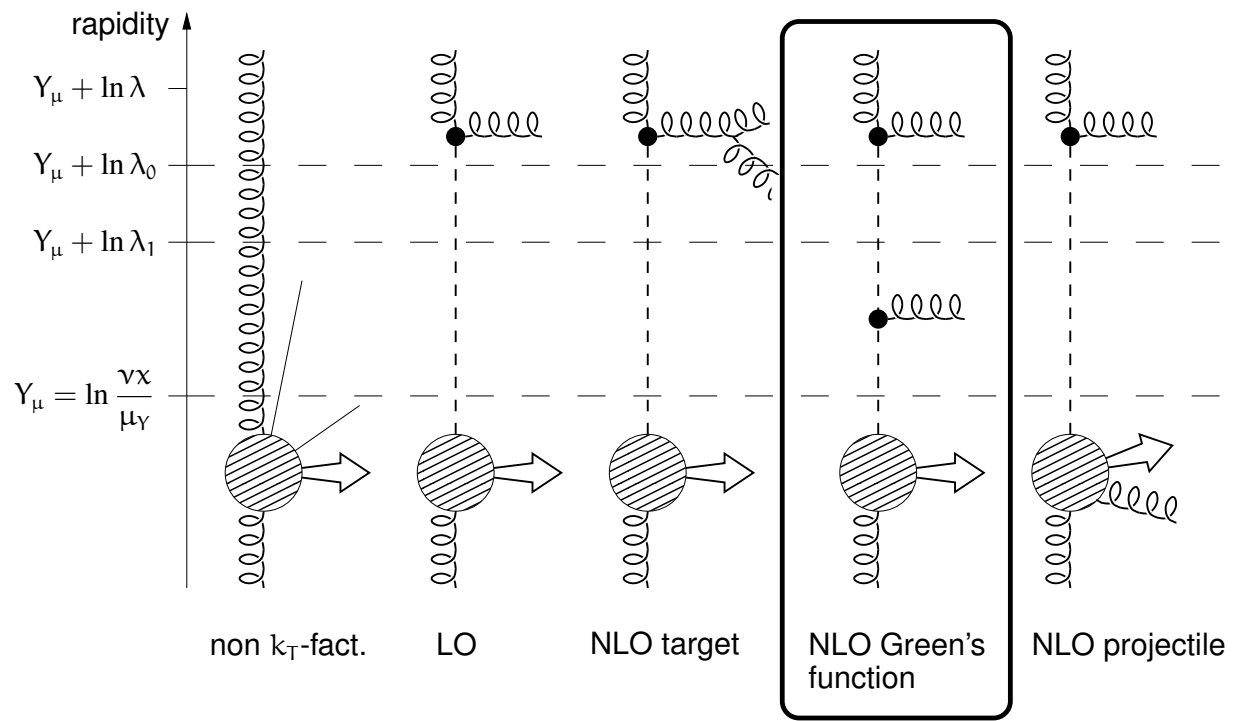 rapidity
Y_μ + ln λ
Y_μ + ln λ_0
Y_μ + ln λ_1
Y_μ = ln νx/μ_Y
non k_T-fact.
LO
NLO target
NLO Green's
function
NLO projectile